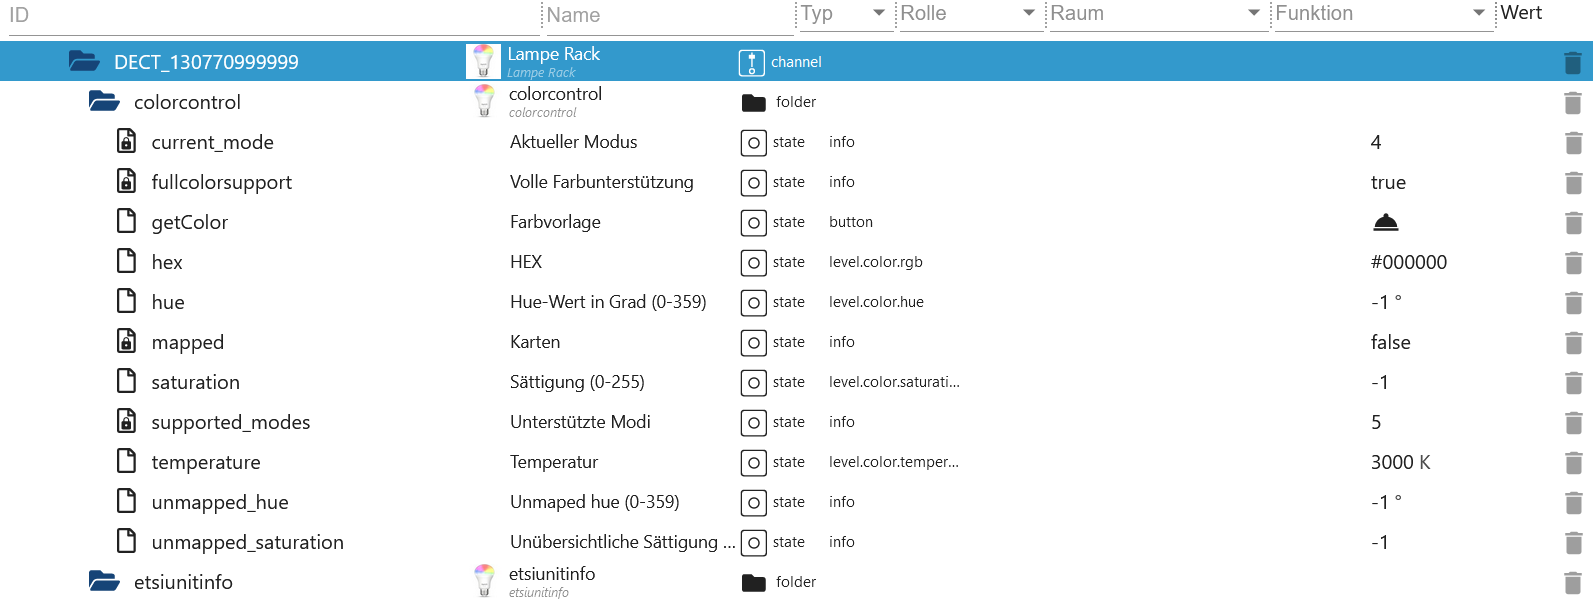 ID Name Typ Rolle Raum Funktion Wert
DECT_130770999999 Lampe Rack channel
Lampe Rack
colorcontrol colorcontrol folder
colorcontrol
current_mode Aktueller Modus state info 4
fullcolorsupport Volle Farbunterstützung state info true
getColor Farbvorlage state button
hex HEX state level.color.rgb #000000
hue Hue-Wert in Grad (0-359) state level.color.hue -1 °
mapped Karten state info false
saturation Sättigung (0-255) state level.color.saturati... -1
supported_modes Unterstützte Modi state info 5
temperature Temperatur state level.color.temper... 3000 K
unmapped_hue Unmaped hue (0-359) state info -1 °
unmapped_saturation Unübersichtliche Sättigung ... state info -1
etsiunitinfo etsiunitinfo folder
etsiunitinfo